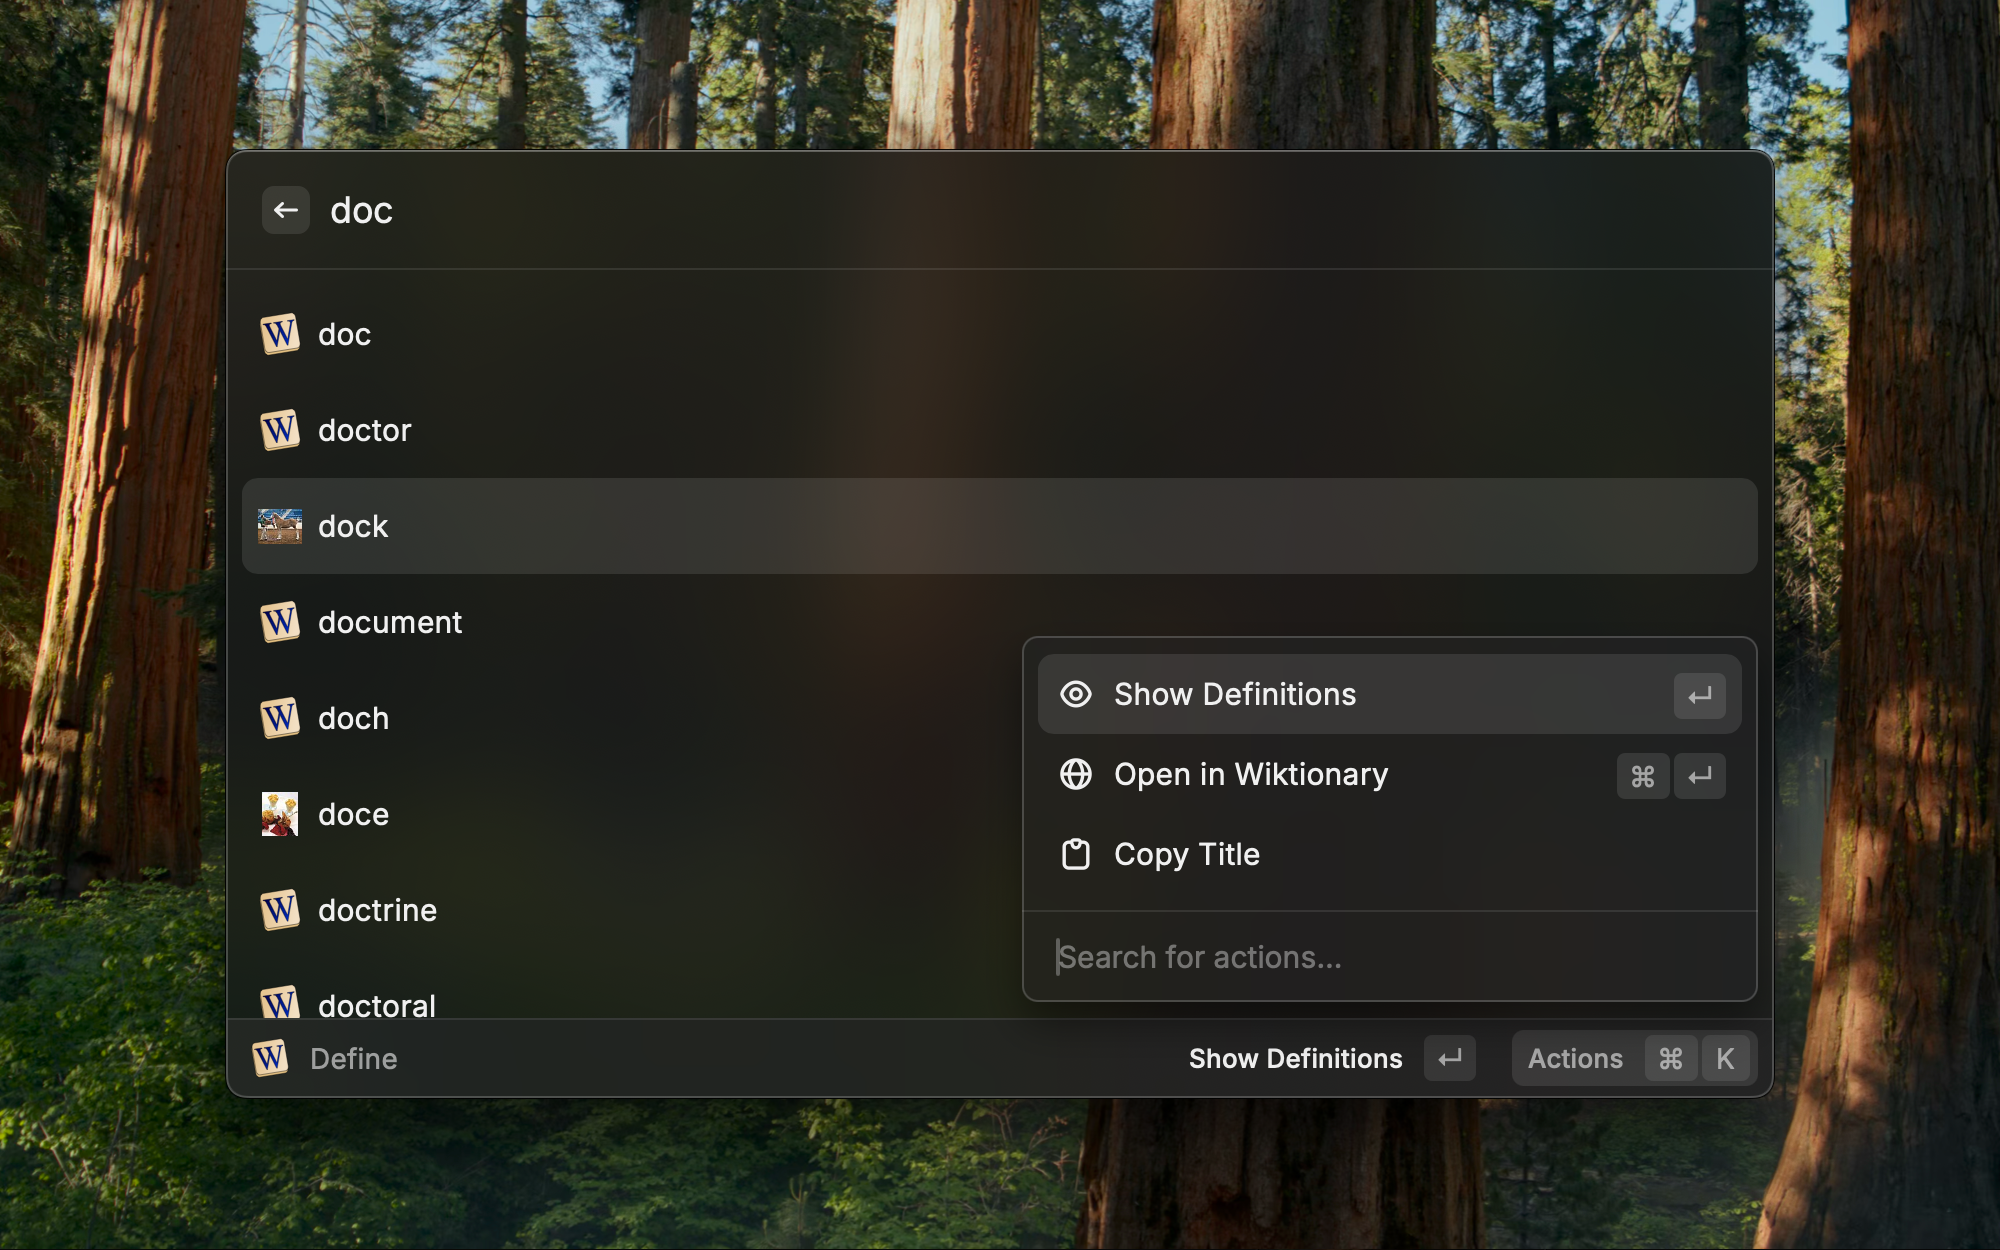 doc
W doc
W doctor
dock
W document
W doch
doce
W doctrine
W doctoral
Show Definitions ↵
Open in Wiktionary ⌘ ↵
Copy Title
Search for actions...
W Define
Show Definitions ↵ Actions ⌘ K